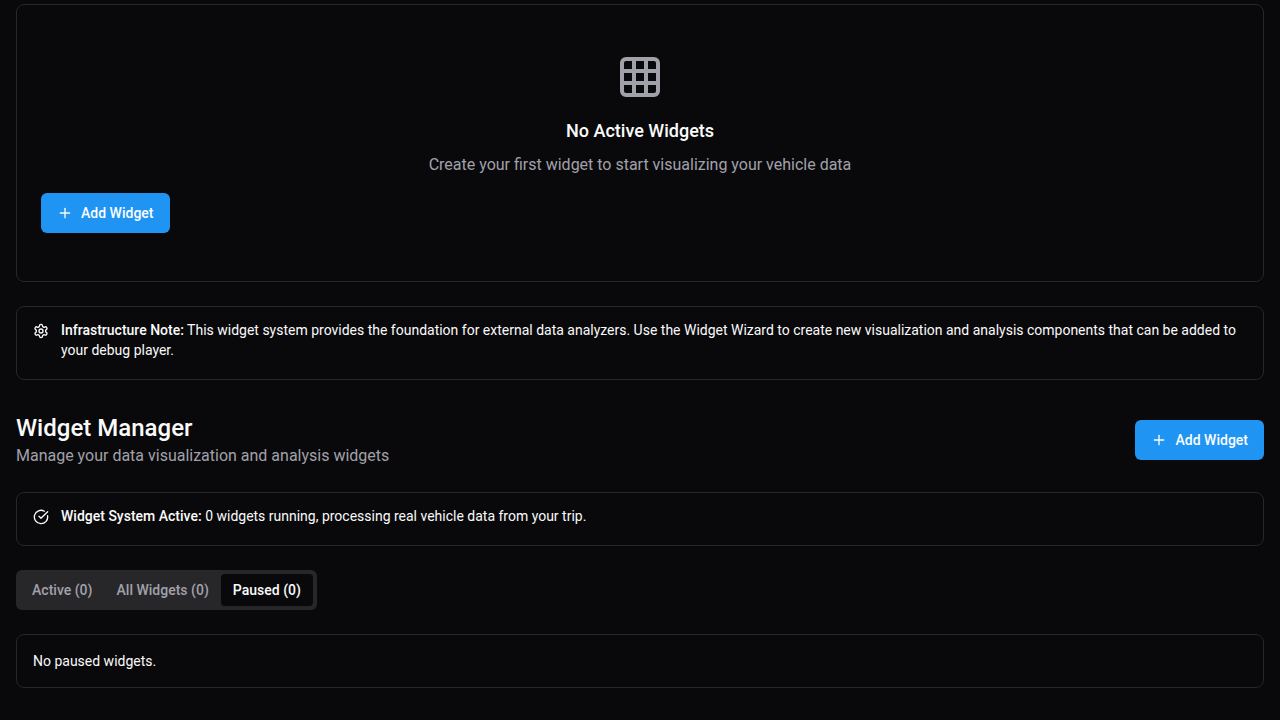 No Active Widgets
Create your first widget to start visualizing your vehicle data
Add Widget
Infrastructure Note: This widget system provides the foundation for external data analyzers. Use the Widget Wizard to create new visualization and analysis components that can be added to
your debug player.
Widget Manager
Manage your data visualization and analysis widgets
Add Widget
Widget System Active: 0 widgets running, processing real vehicle data from your trip.
Active (0) All Widgets (0) Paused (0)
No paused widgets.